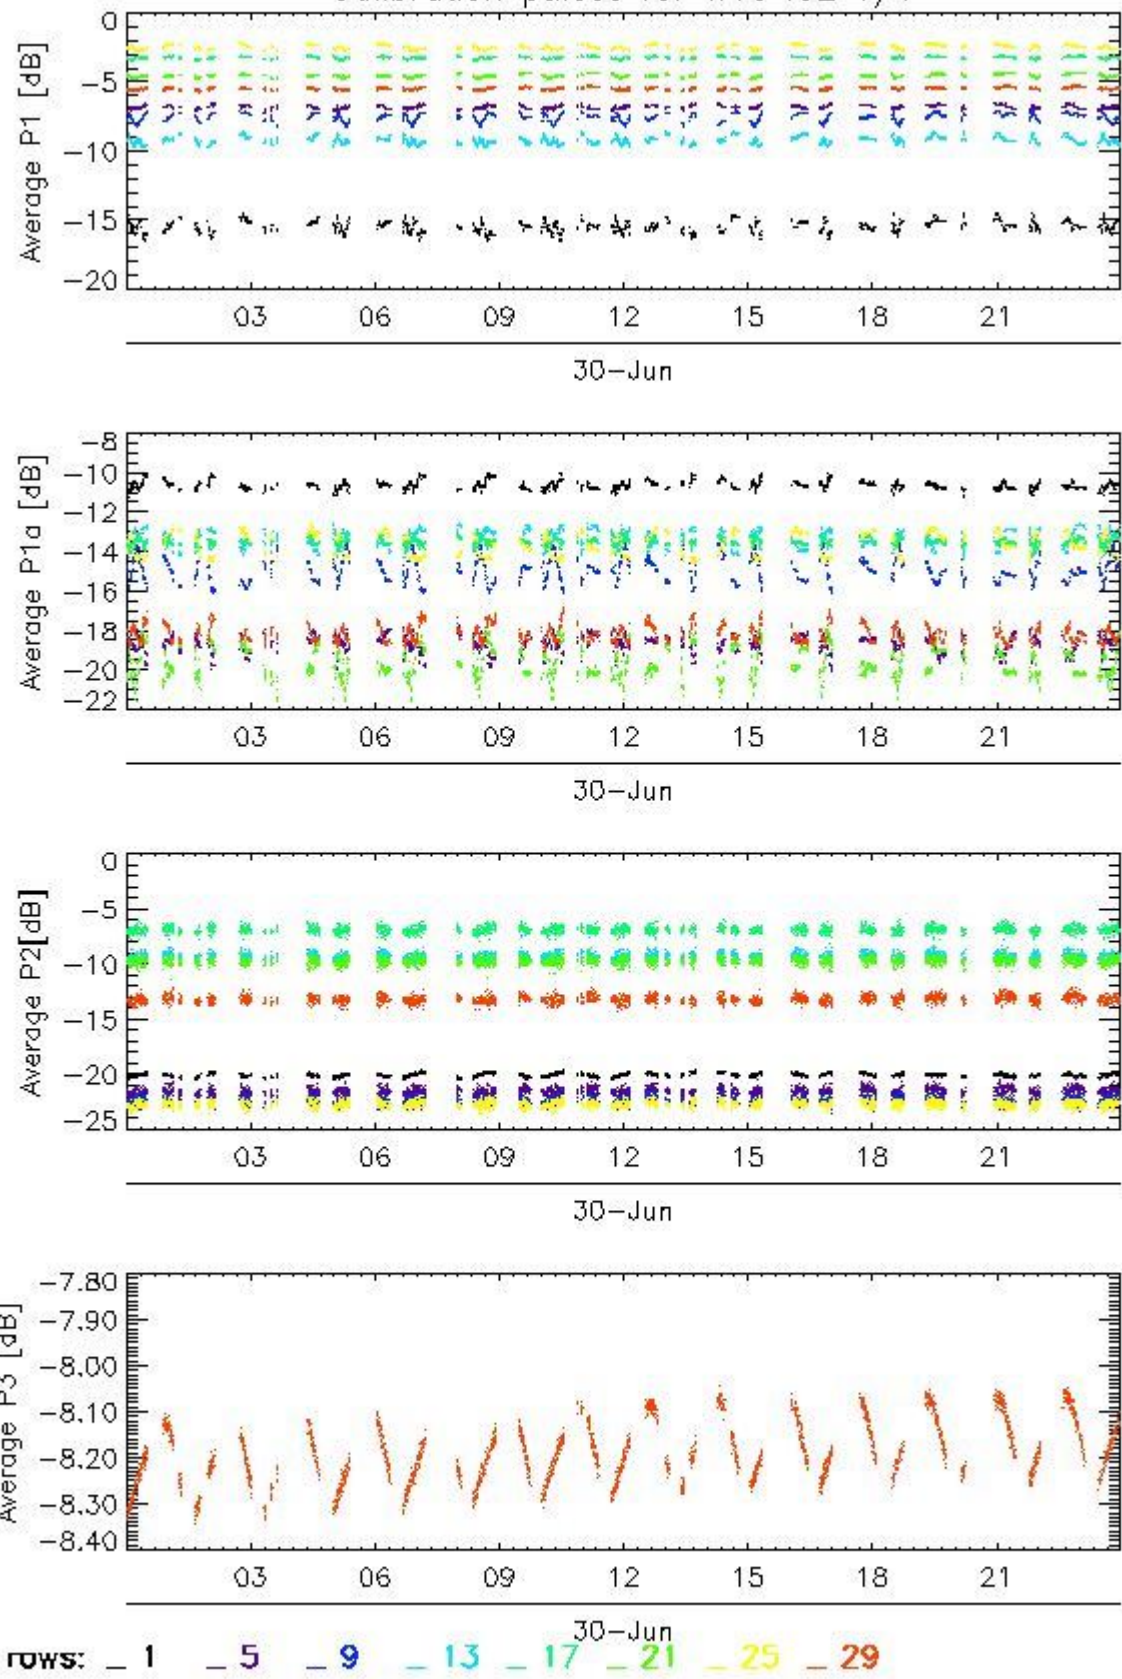 Average P1 [dB]
0
−5
−10
−15
−20
03 06 09 12 15 18 21
30−Jun
Average P1a [dB]
−8
−10
−12
−14
−16
−18
−20
−22
03 06 09 12 15 18 21
30−Jun
Average P2[dB]
0
−5
−10
−15
−20
−25
03 06 09 12 15 18 21
30−Jun
Average P3 [dB]
−7.80
−7.90
−8.00
−8.10
−8.20
−8.30
−8.40
03 06 09 12 15 18 21
30−Jun
rows: _ 1 _ 5 _ 9 _ 13 _ 17 _ 21 _ 25 _ 29